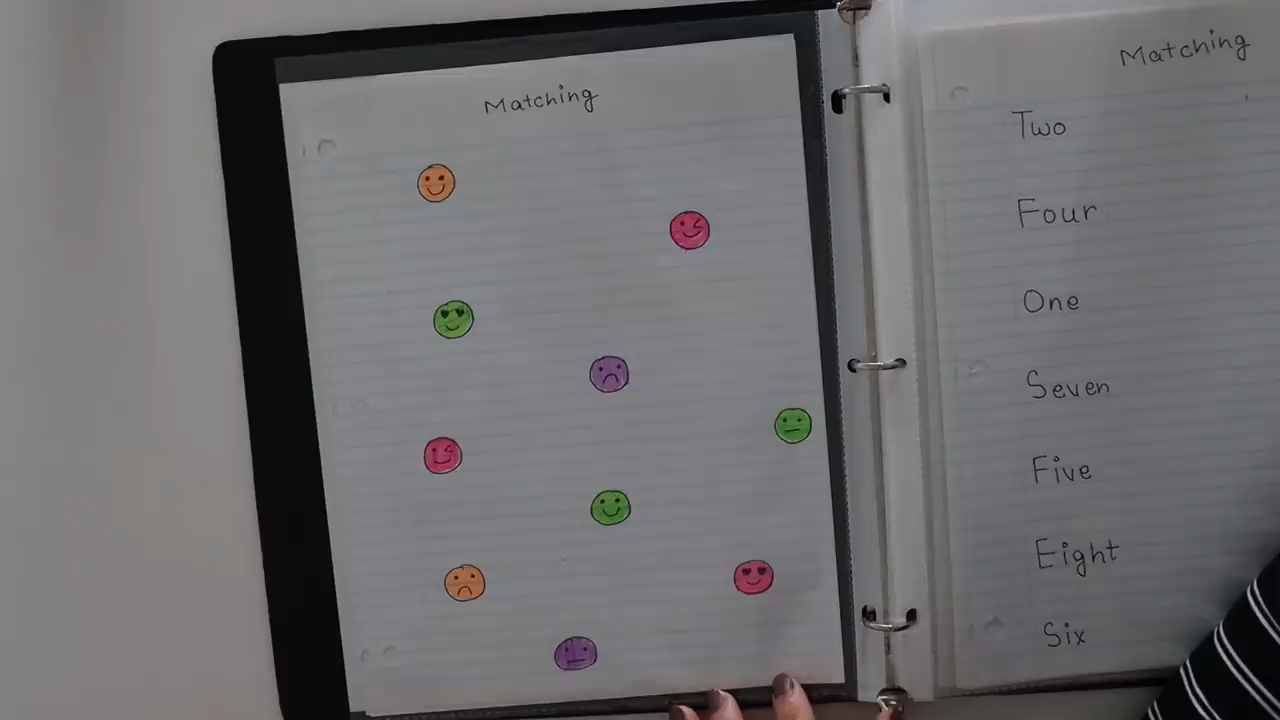 Matching
Matching
Two
Four
One
Seven
Five
Eight
Six